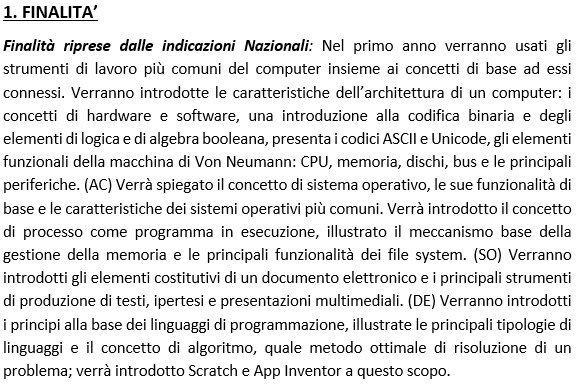 1. FINALITA’
Finalità riprese dalle indicazioni Nazionali: Nel primo anno verranno usati gli
strumenti di lavoro più comuni del computer insieme ai concetti di base ad essi
connessi. Verranno introdotte le caratteristiche dell’architettura di un computer: i
concetti di hardware e software, una introduzione alla codifica binaria e degli
elementi di logica e di algebra booleana, presenta i codici ASCII e Unicode, gli elementi
funzionali della macchina di Von Neumann: CPU, memoria, dischi, bus e le principali
periferiche. (AC) Verrà spiegato il concetto di sistema operativo, le sue funzionalità di
base e le caratteristiche dei sistemi operativi più comuni. Verrà introdotto il concetto
di processo come programma in esecuzione, illustrato il meccanismo base della
gestione della memoria e le principali funzionalità dei file system. (SO) Verranno
introdotti gli elementi costitutivi di un documento elettronico e i principali strumenti
di produzione di testi, ipertesi e presentazioni multimediali. (DE) Verranno introdotti
i principi alla base dei linguaggi di programmazione, illustrate le principali tipologie di
linguaggi e il concetto di algoritmo, quale metodo ottimale di risoluzione di un
problema; verrà introdotto Scratch e App Inventor a questo scopo.